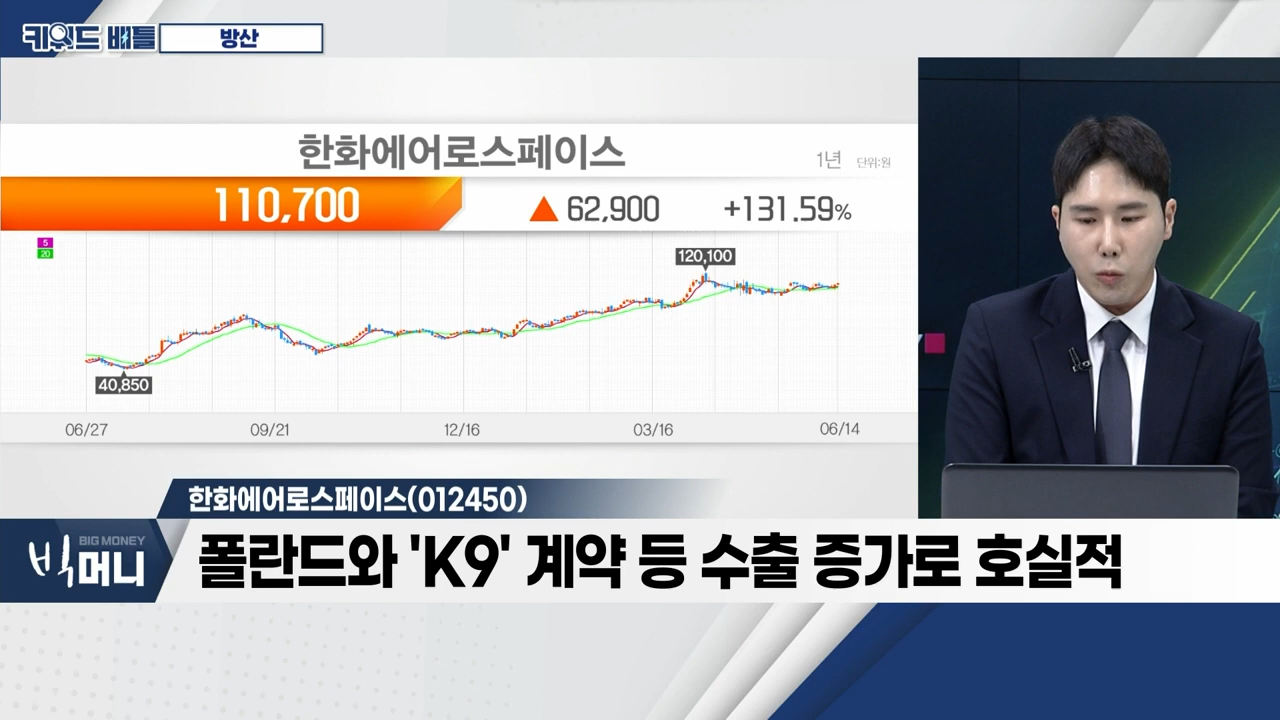 키워드 배틀
방산
한화에어로스페이스
1년 단위:원
110,700 ▲ 62,900 +131.59%
5
20
120,100
40,850
06/27 09/21 12/16 03/16 06/14
한화에어로스페이스(012450)
BIG MONEY
빅머니
폴란드와 'K9' 계약 등 수출 증가로 호실적